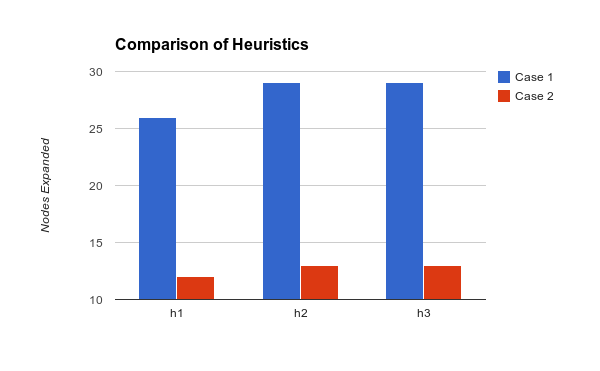 Comparison of Heuristics
Nodes Expanded
30
25
20
15
10
h1
h2
h3
Case 1
Case 2